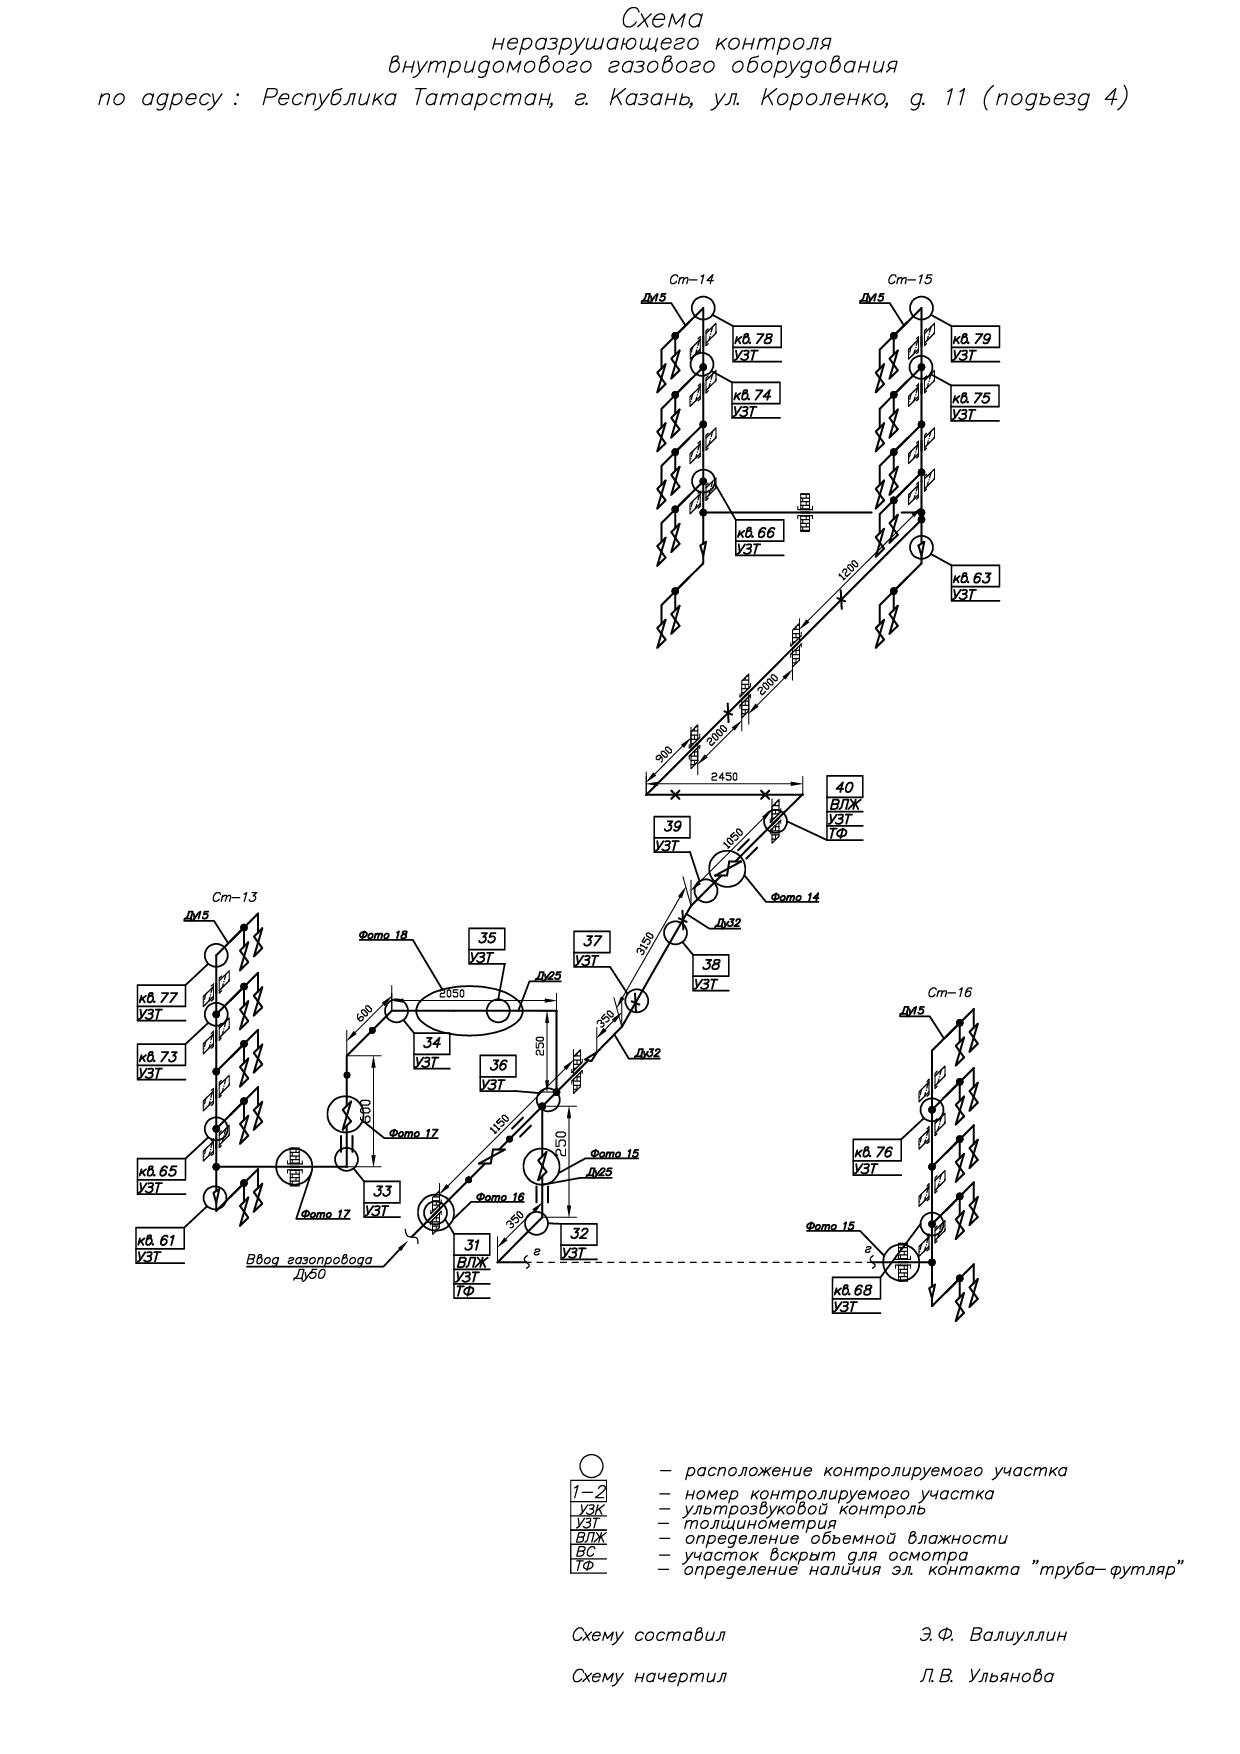 Схема
неразрушающего контроля
внутридомового газового оборудования
по адресу : Республика Татарстан, г. Казань, ул. Короленко, д. 11 (подъезд 4)
Ст-14
Ст-15
Ду15
Ду15
кв. 78
УЗТ
кв. 79
УЗТ
кв. 74
УЗТ
кв. 75
УЗТ
кв. 66
УЗТ
кв. 63
УЗТ
1200
2000
2000
900
2450
40
ВЛЖ
УЗТ
ТФ
39
УЗТ
1050
Фото 14
Ст-13
Ду15
Ду32
3150
38
УЗТ
37
УЗТ
Фото 18
35
УЗТ
Ду25
2050
600
кв. 77
УЗТ
350
Ду32
Ст-16
Ду15
34
УЗТ
250
кв. 73
УЗТ
36
УЗТ
600
Фото 17
1150
250
Фото 15
Ду25
кв. 76
УЗТ
кв. 65
УЗТ
33
УЗТ
Фото 16
Фото 17
350
32
УЗТ
кв. 61
УЗТ
Ввод газопровода
Ду50
31
ВЛЖ
УЗТ
ТФ
г
г
Фото 15
кв. 68
УЗТ
– расположение контролируемого участка
1-2 – номер контролируемого участка
УЗК – ультрозвуковой контроль
УЗТ – толщинометрия
ВЛЖ – определение объемной влажности
ВС – участок вскрыт для осмотра
ТФ – определение наличия эл. контакта "труба-футляр"
Схему составил Э.Ф. Валиуллин
Схему начертил Л.В. Ульянова